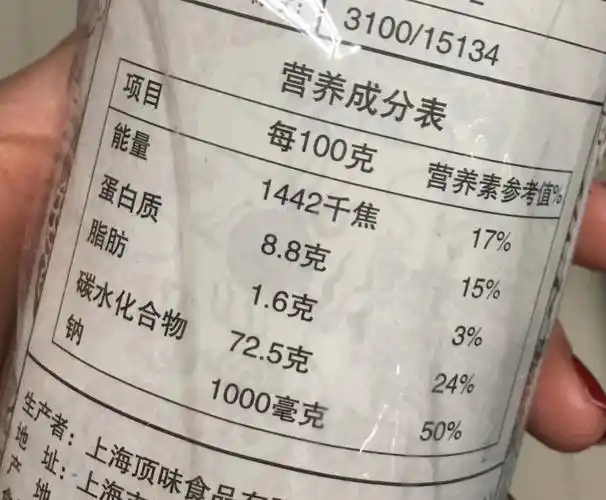 3100/15134
营养成分表
项目 每100克 营养素参考值%
能量 1442千焦 17%
蛋白质 8.8克 15%
脂肪 1.6克 3%
碳水化合物 72.5克 24%
钠 1000毫克 50%
生产者: 上海顶味食品有
地 址: 上海
产 地